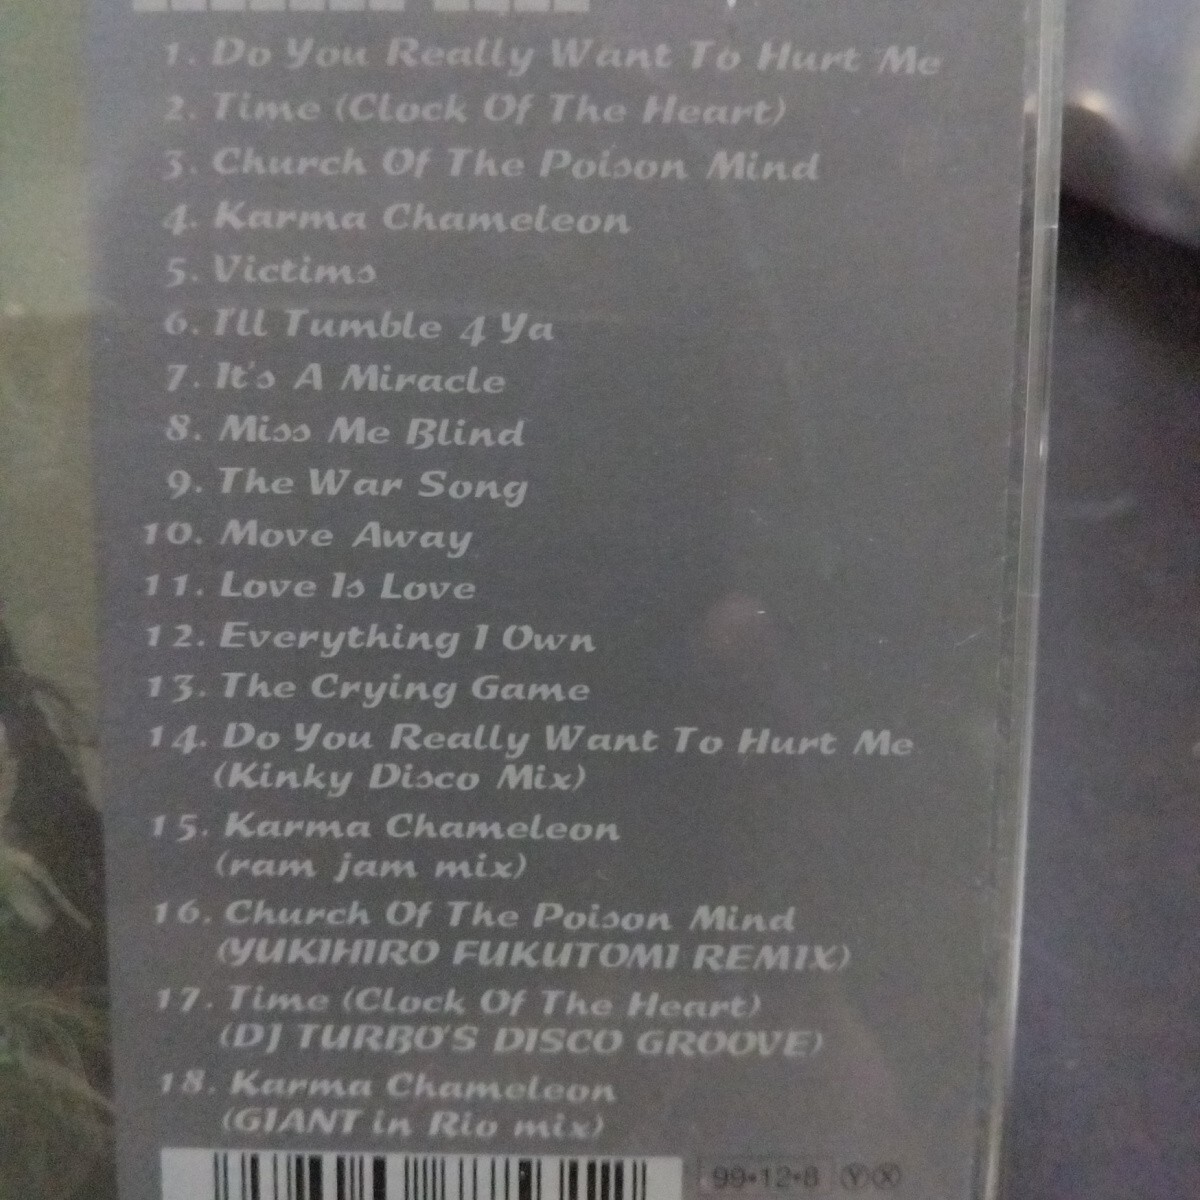 1. Do You Really Want To Hurt Me
2. Time (Clock Of The Heart)
3. Church Of The Poison Mind
4. Karma Chameleon
5. Victims
6. I'll Tumble 4 Ya
7. It's A Miracle
8. Miss Me Blind
9. The War Song
10. Move Away
11. Love Is Love
12. Everything I Own
13. The Crying Game
14. Do You Really Want To Hurt Me
(Kinky Disco Mix)
15. Karma Chameleon
(ram jam mix)
16. Church Of The Poison Mind
(YUKIHIRO FUKUTOMI REMIX)
17. Time (Clock Of The Heart)
(DJ TURBO'S DISCO GROOVE)
18. Karma Chameleon
(GIANT in Rio mix)
99•12•8 Ⓨ Ⓧ